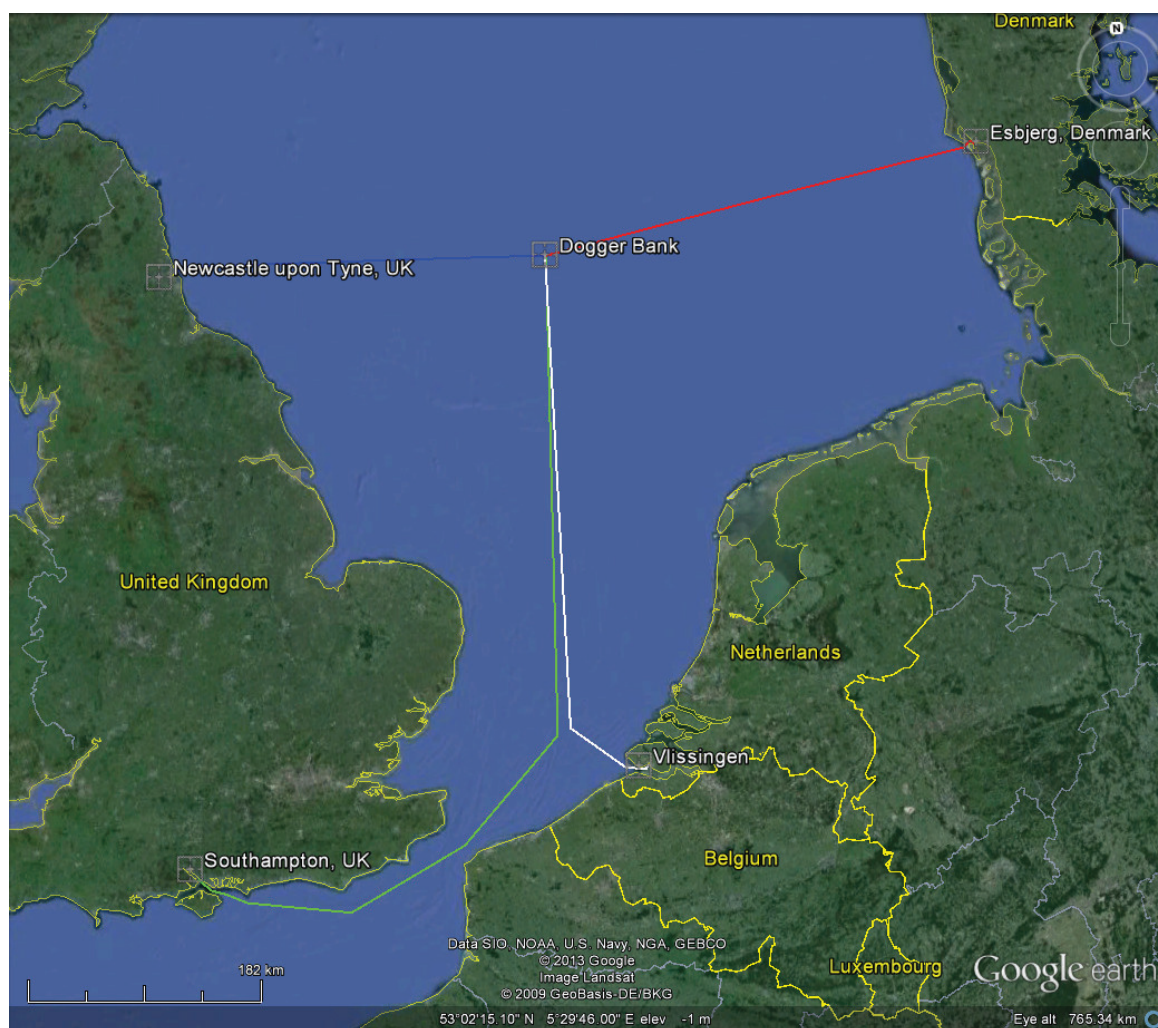 Denmark
N
Esbjerg, Denmark
Dogger Bank
Newcastle upon Tyne, UK
United Kingdom
Netherlands
Vlissingen
Southampton, UK
Belgium
Data SIO, NOAA, U.S. Navy, NGA, GEBCO
© 2013 Google
Image Landsat
© 2009 GeoBasis-DE/BKG
182 km
Luxembourg
Google earth
53°02'15.10" N 5°29'46.00" E elev -1 m
Eye alt 765.34 km